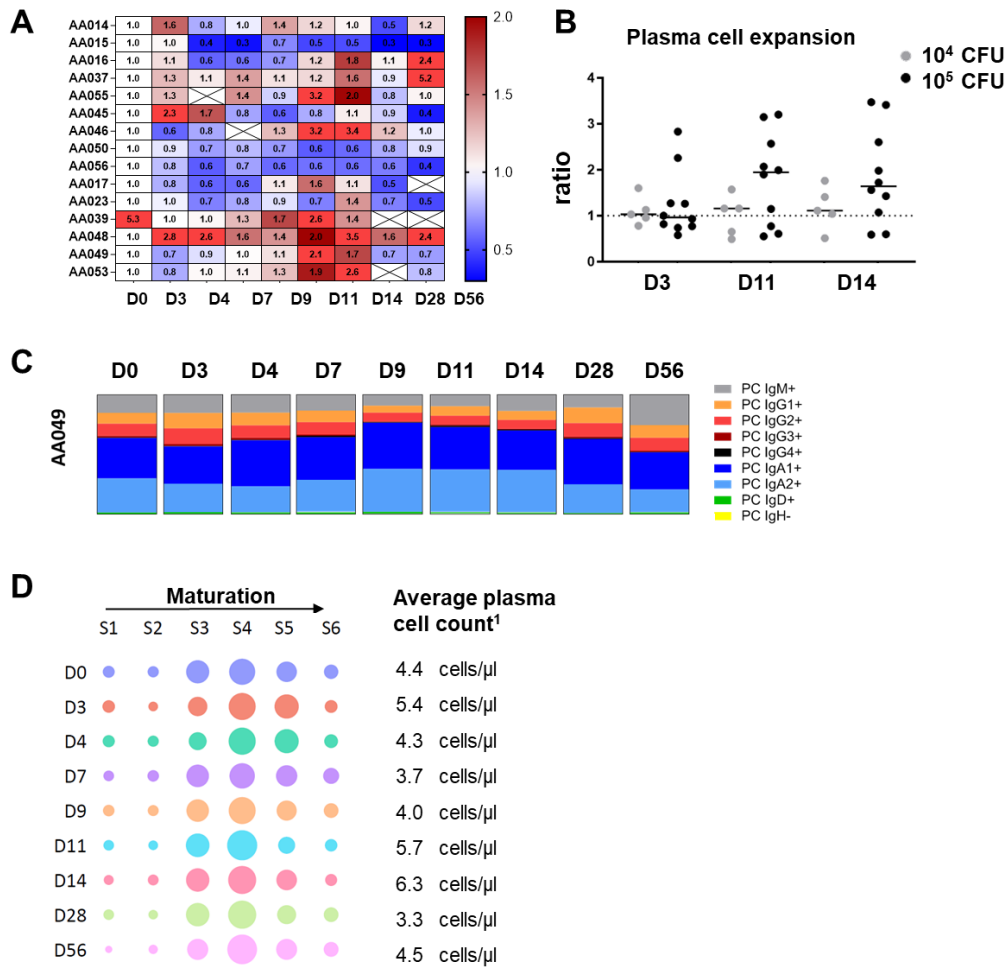 A
AA014 1.0 1.6 0.8 1.0 1.4 1.2 1.0 0.5 1.2
AA015 1.0 1.0 0.4 0.3 0.7 0.5 0.5 0.3 0.3
AA016 1.0 1.1 0.6 0.6 0.7 1.2 1.8 1.1 2.4
AA037 1.0 1.3 1.1 1.4 1.1 1.2 1.6 0.9 5.2
AA055 1.0 1.3 1.4 0.9 3.2 2.0 0.8 1.0
AA045 1.0 2.3 1.7 0.8 0.6 0.8 1.1 0.9 0.4
AA046 1.0 0.6 0.8 1.3 3.2 3.4 1.2 1.0
AA050 1.0 0.9 0.8 0.7 0.7 0.6 0.6 0.8 0.9
AA056 1.0 0.8 0.6 0.7 0.6 0.6 0.6 0.6 0.4
AA017 1.0 0.8 0.6 0.6 1.1 1.6 1.1 0.5
AA023 1.0 0.8 0.7 0.8 0.9 0.7 1.4 0.7 0.5
AA039 5.3 1.0 1.0 1.3 1.7 2.6 1.4
AA048 1.0 2.8 2.6 1.6 1.4 2.0 3.5 1.6 2.4
AA049 1.0 0.7 0.9 1.0 1.1 2.1 1.7 0.7 0.7
AA053 1.0 0.8 1.0 1.1 1.3 1.9 2.6 0.8
D0 D3 D4 D7 D9 D11 D14 D28 D56
2.0
1.5
1.0
0.5
B
Plasma cell expansion
10⁴ CFU
10⁵ CFU
ratio
4
3
2
1
0
D3 D11 D14
C
D0 D3 D4 D7 D9 D11 D14 D28 D56
AA049
PC IgM+
PC IgG1+
PC IgG2+
PC IgG3+
PC IgG4+
PC IgA1+
PC IgA2+
PC IgD+
PC IgH-
D
Maturation
S1 S2 S3 S4 S5 S6
Average plasma
cell count¹
D0 4.4 cells/µl
D3 5.4 cells/µl
D4 4.3 cells/µl
D7 3.7 cells/µl
D9 4.0 cells/µl
D11 5.7 cells/µl
D14 6.3 cells/µl
D28 3.3 cells/µl
D56 4.5 cells/µl